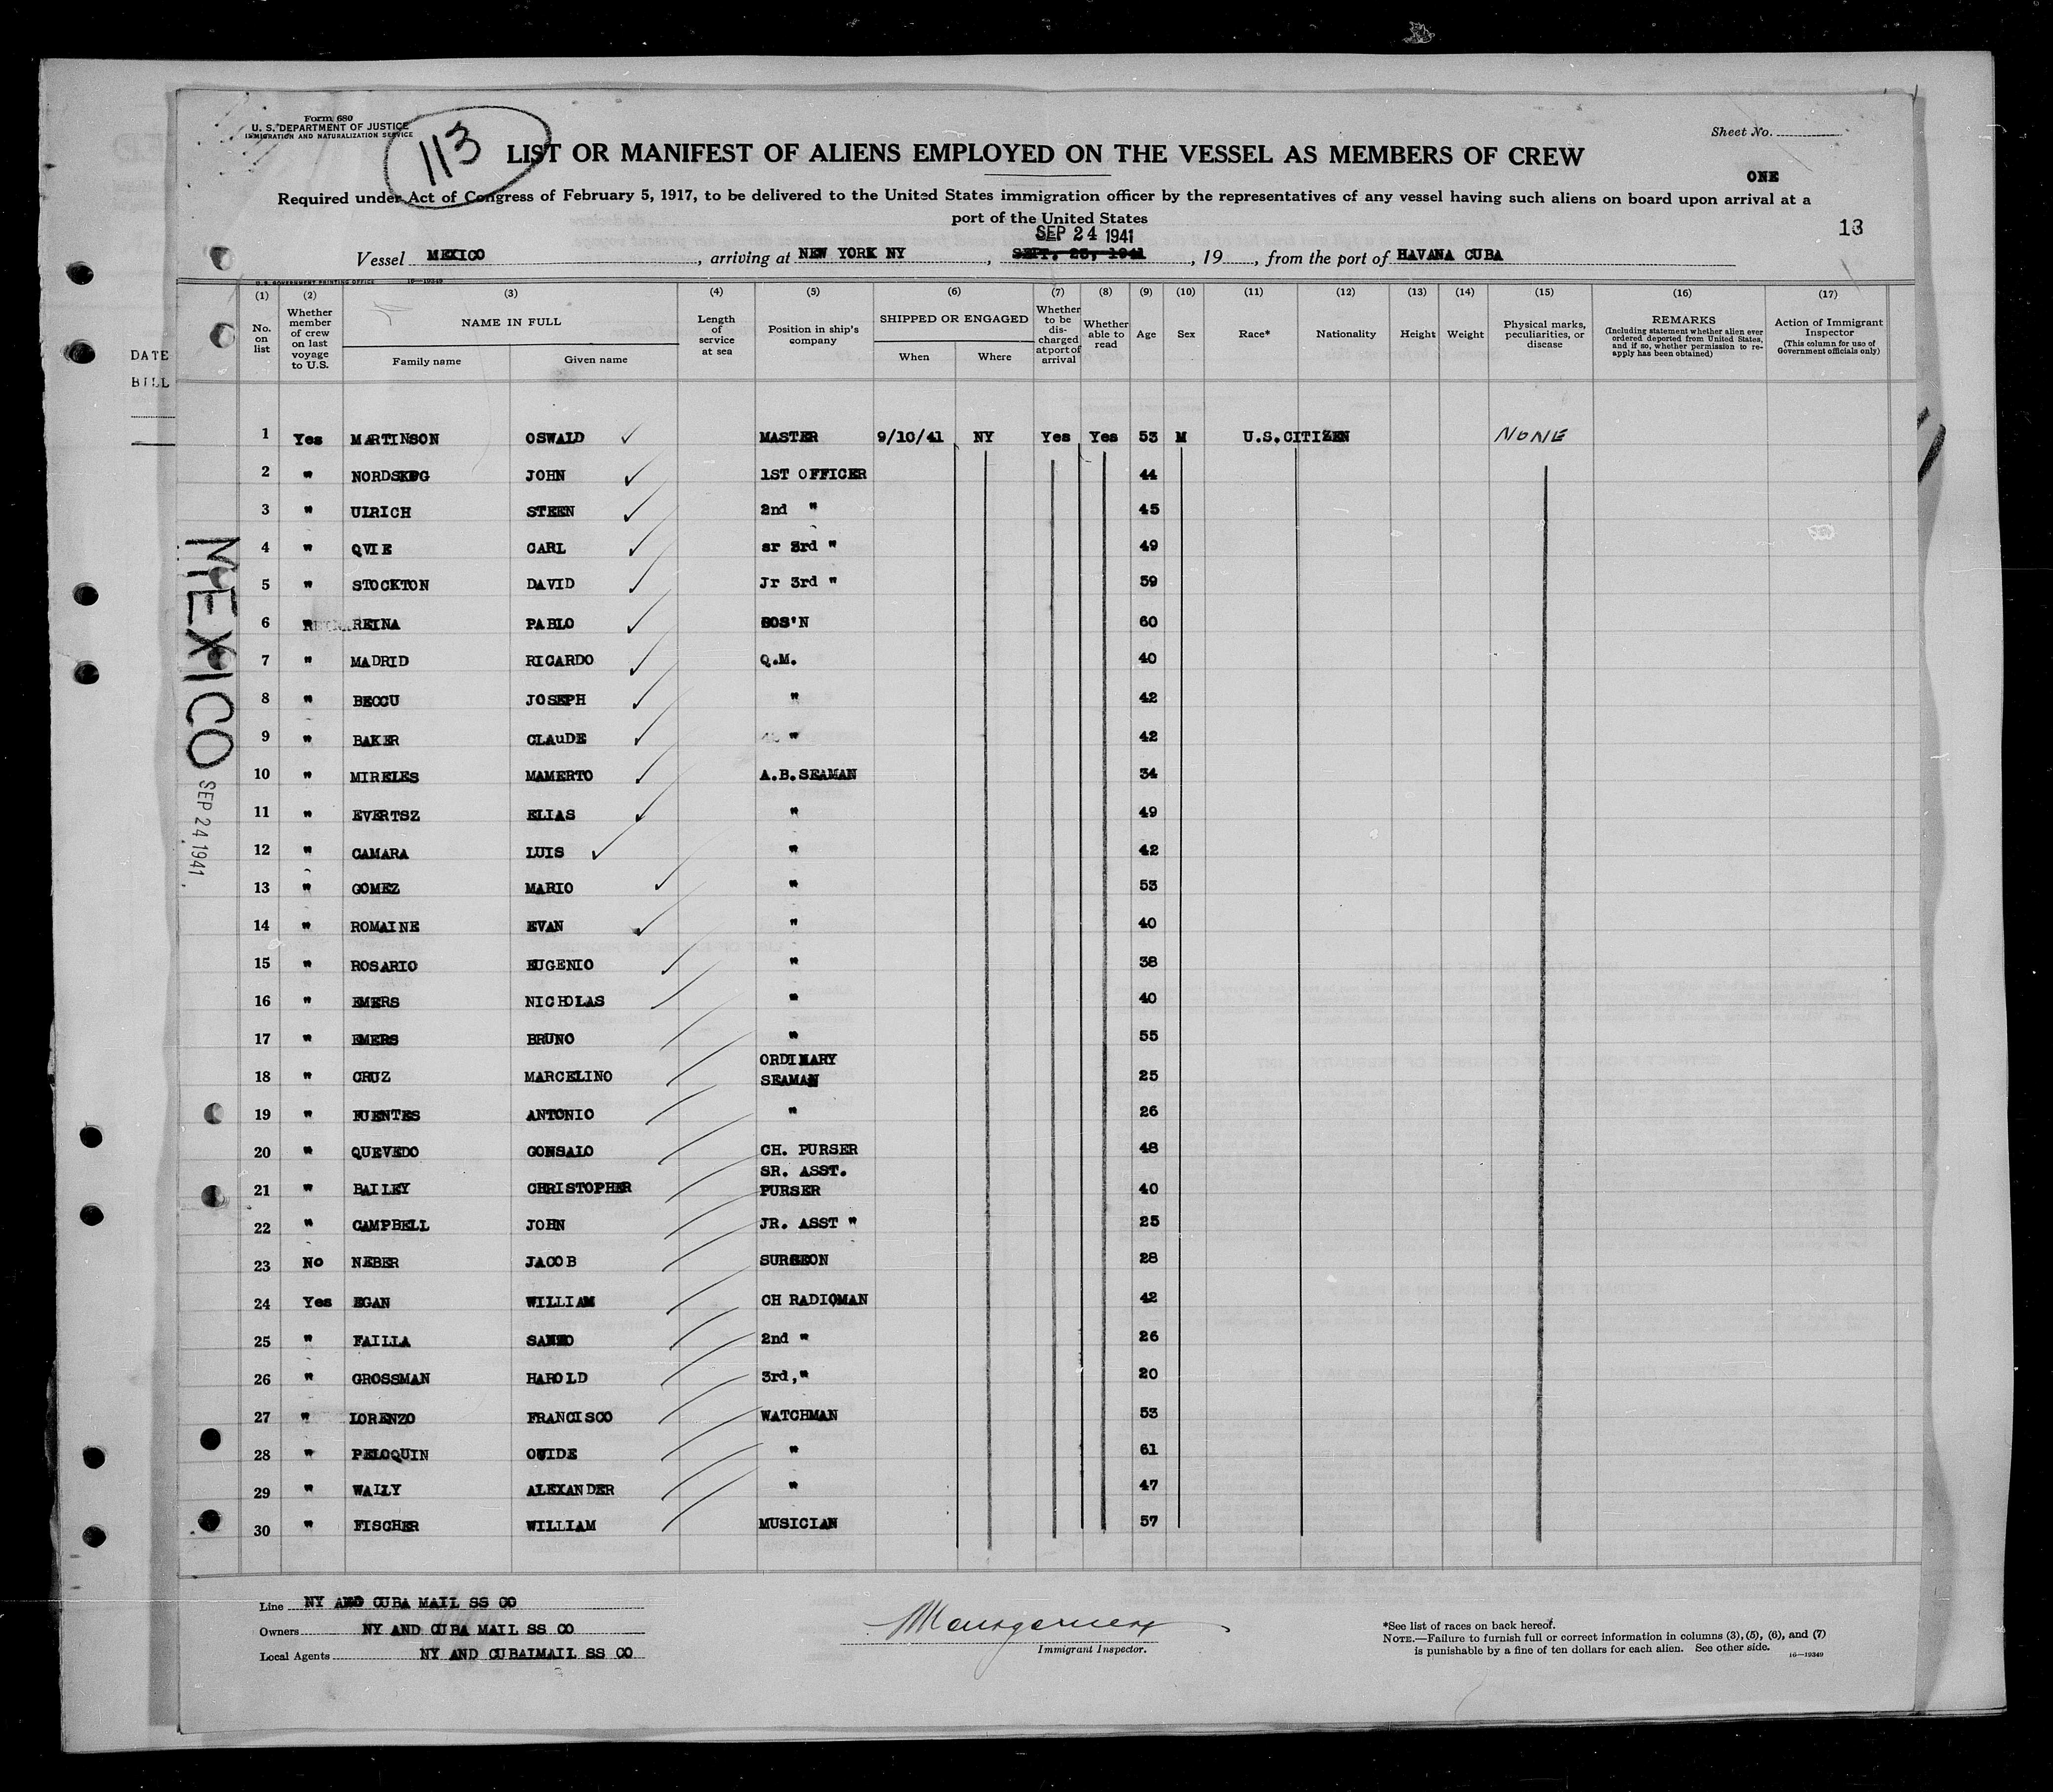 Form 680
U. S. DEPARTMENT OF JUSTICE
IMMIGRATION AND NATURALIZATION SERVICE
113
Sheet No.
LIST OR MANIFEST OF ALIENS EMPLOYED ON THE VESSEL AS MEMBERS OF CREW
ONE
Required under Act of Congress of February 5, 1917, to be delivered to the United States immigration officer by the representatives of any vessel having such aliens on board upon arrival at a
port of the United States
13
SEP 24 1941
Vessel MEXICO, arriving at NEW YORK NY, SEPT. 23, 1941, 19, from the port of HAVANA CUBA
U. S. GOVERNMENT PRINTING OFFICE 16—19349
(1) (2) (3) (4) (5) (6) (7) (8) (9) (10) (11) (12) (13) (14) (15) (16) (17)
No. on list
Whether member of crew on last voyage to U.S.
NAME IN FULL
Family name
Given name
Length of service at sea
Position in ship's company
SHIPPED OR ENGAGED
When
Where
Whether to be discharged at port of arrival
Whether able to read
Age
Sex
Race*
Nationality
Height
Weight
Physical marks, peculiarities, or disease
REMARKS
(Including statement whether alien ever ordered deported from United States, and if so, whether permission to reapply has been obtained)
Action of Immigrant Inspector
(This column for use of Government officials only)
DATE
BILL
MEXICO
SEP 24 1941
1 Yes MARTINSON OSWALD MASTER 9/10/41 NY Yes Yes 53 M U.S.CITIZEN NONE
2 " NORDSKOG JOHN 1ST OFFICER 44
3 " ULRICH STEEN 2nd " 45
4 " QVIE CARL sr 3rd " 49
5 " STOCKTON DAVID Jr 3rd " 59
6 REINA PABLO BOS'N 60
7 " MADRID RICARDO Q.M. 40
8 " BECCU JOSEPH " 42
9 " BAKER CLAuDE " 42
10 " MIRELES MAMERTO A.B.SEAMAN 34
11 " EVERTSZ ELIAS " 49
12 " CAMARA LUIS " 42
13 " GOMEZ MARIO " 53
14 " ROMAINE EVAN " 40
15 " ROSARIO EUGENIO " 38
16 " EMERS NICHOLAS " 40
17 " EMERS BRUNO " 55
18 " CRUZ MARCELINO ORDINARY SEAMAN 25
19 " FUENTES ANTONIO " 26
20 " QUEVEDO GONSALO CH. PURSER 48
21 " BAILEY CHRISTOPHER SR. ASST. PURSER 40
22 " CAMPBELL JOHN JR. ASST " 25
23 No NEBER JACOB SURGEON 28
24 Yes EGAN WILLIAM CH RADIOMAN 42
25 " FAILLA 2nd " 26
26 " GROSSMAN HAROLD 3rd," 20
27 " LORENZO FRANCISCO WATCHMAN 53
28 " PELOQUIN OUIDE " 61
29 " WAILY ALEXANDER " 47
30 " FISCHER WILLIAM MUSICIAN 57
Line NY AND CUBA MAIL SS CO
Owners NY AND CUBA MAIL SS CO
Local Agents NY AND CUBAIMAIL SS CO
Immigrant Inspector.
*See list of races on back hereof.
NOTE.—Failure to furnish full or correct information in columns (3), (5), (6), and (7)
is punishable by a fine of ten dollars for each alien. See other side.
16—19349